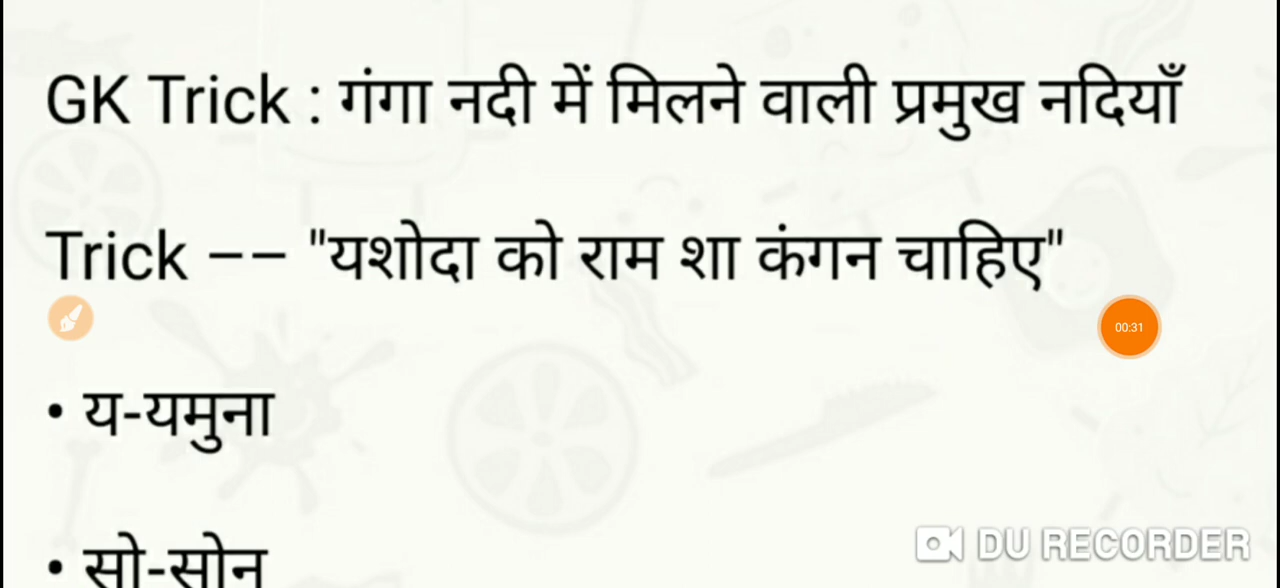 GK Trick : गंगा नदी में मिलने वाली प्रमुख नदियाँ
Trick –– "यशोदा को राम शा कंगन चाहिए"
00:31
• य-यमुना
• सो-सोन
DU RECORDER